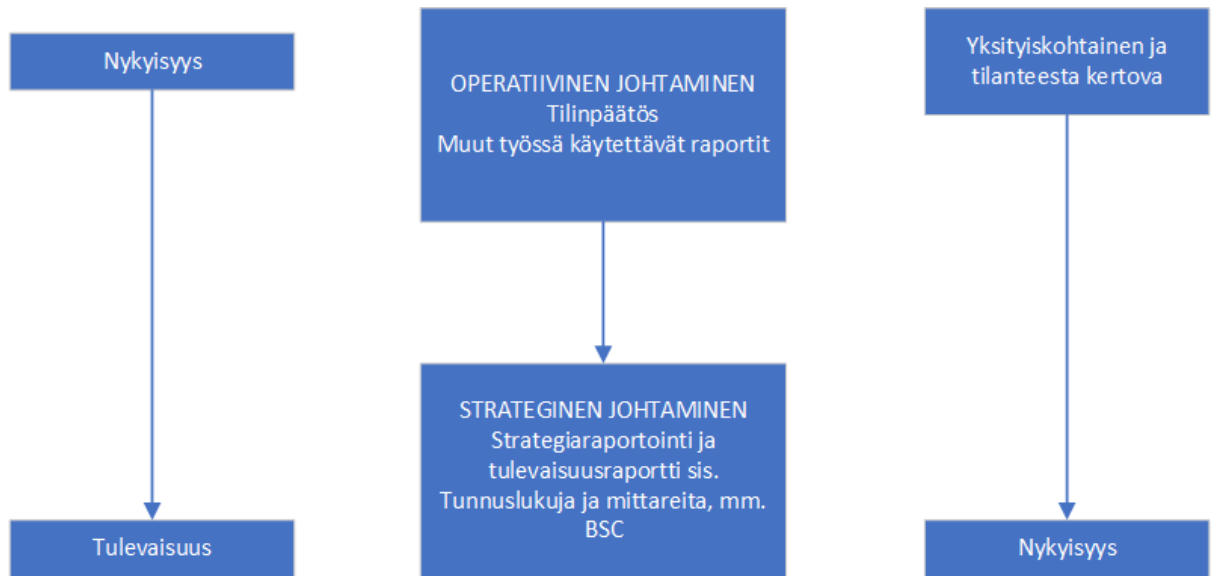 Nykyisyys
OPERATIIVINEN JOHTAMINEN
Tilinpäätös
Muut työssä käytettävät raportit
Yksityiskohtainen ja
tilanteesta kertova
STRATEGINEN JOHTAMINEN
Strategiaraportointi ja
tulevaisuusraportti sis.
Tunnuslukuja ja mittareita, mm.
BSC
Tulevaisuus
Nykyisyys